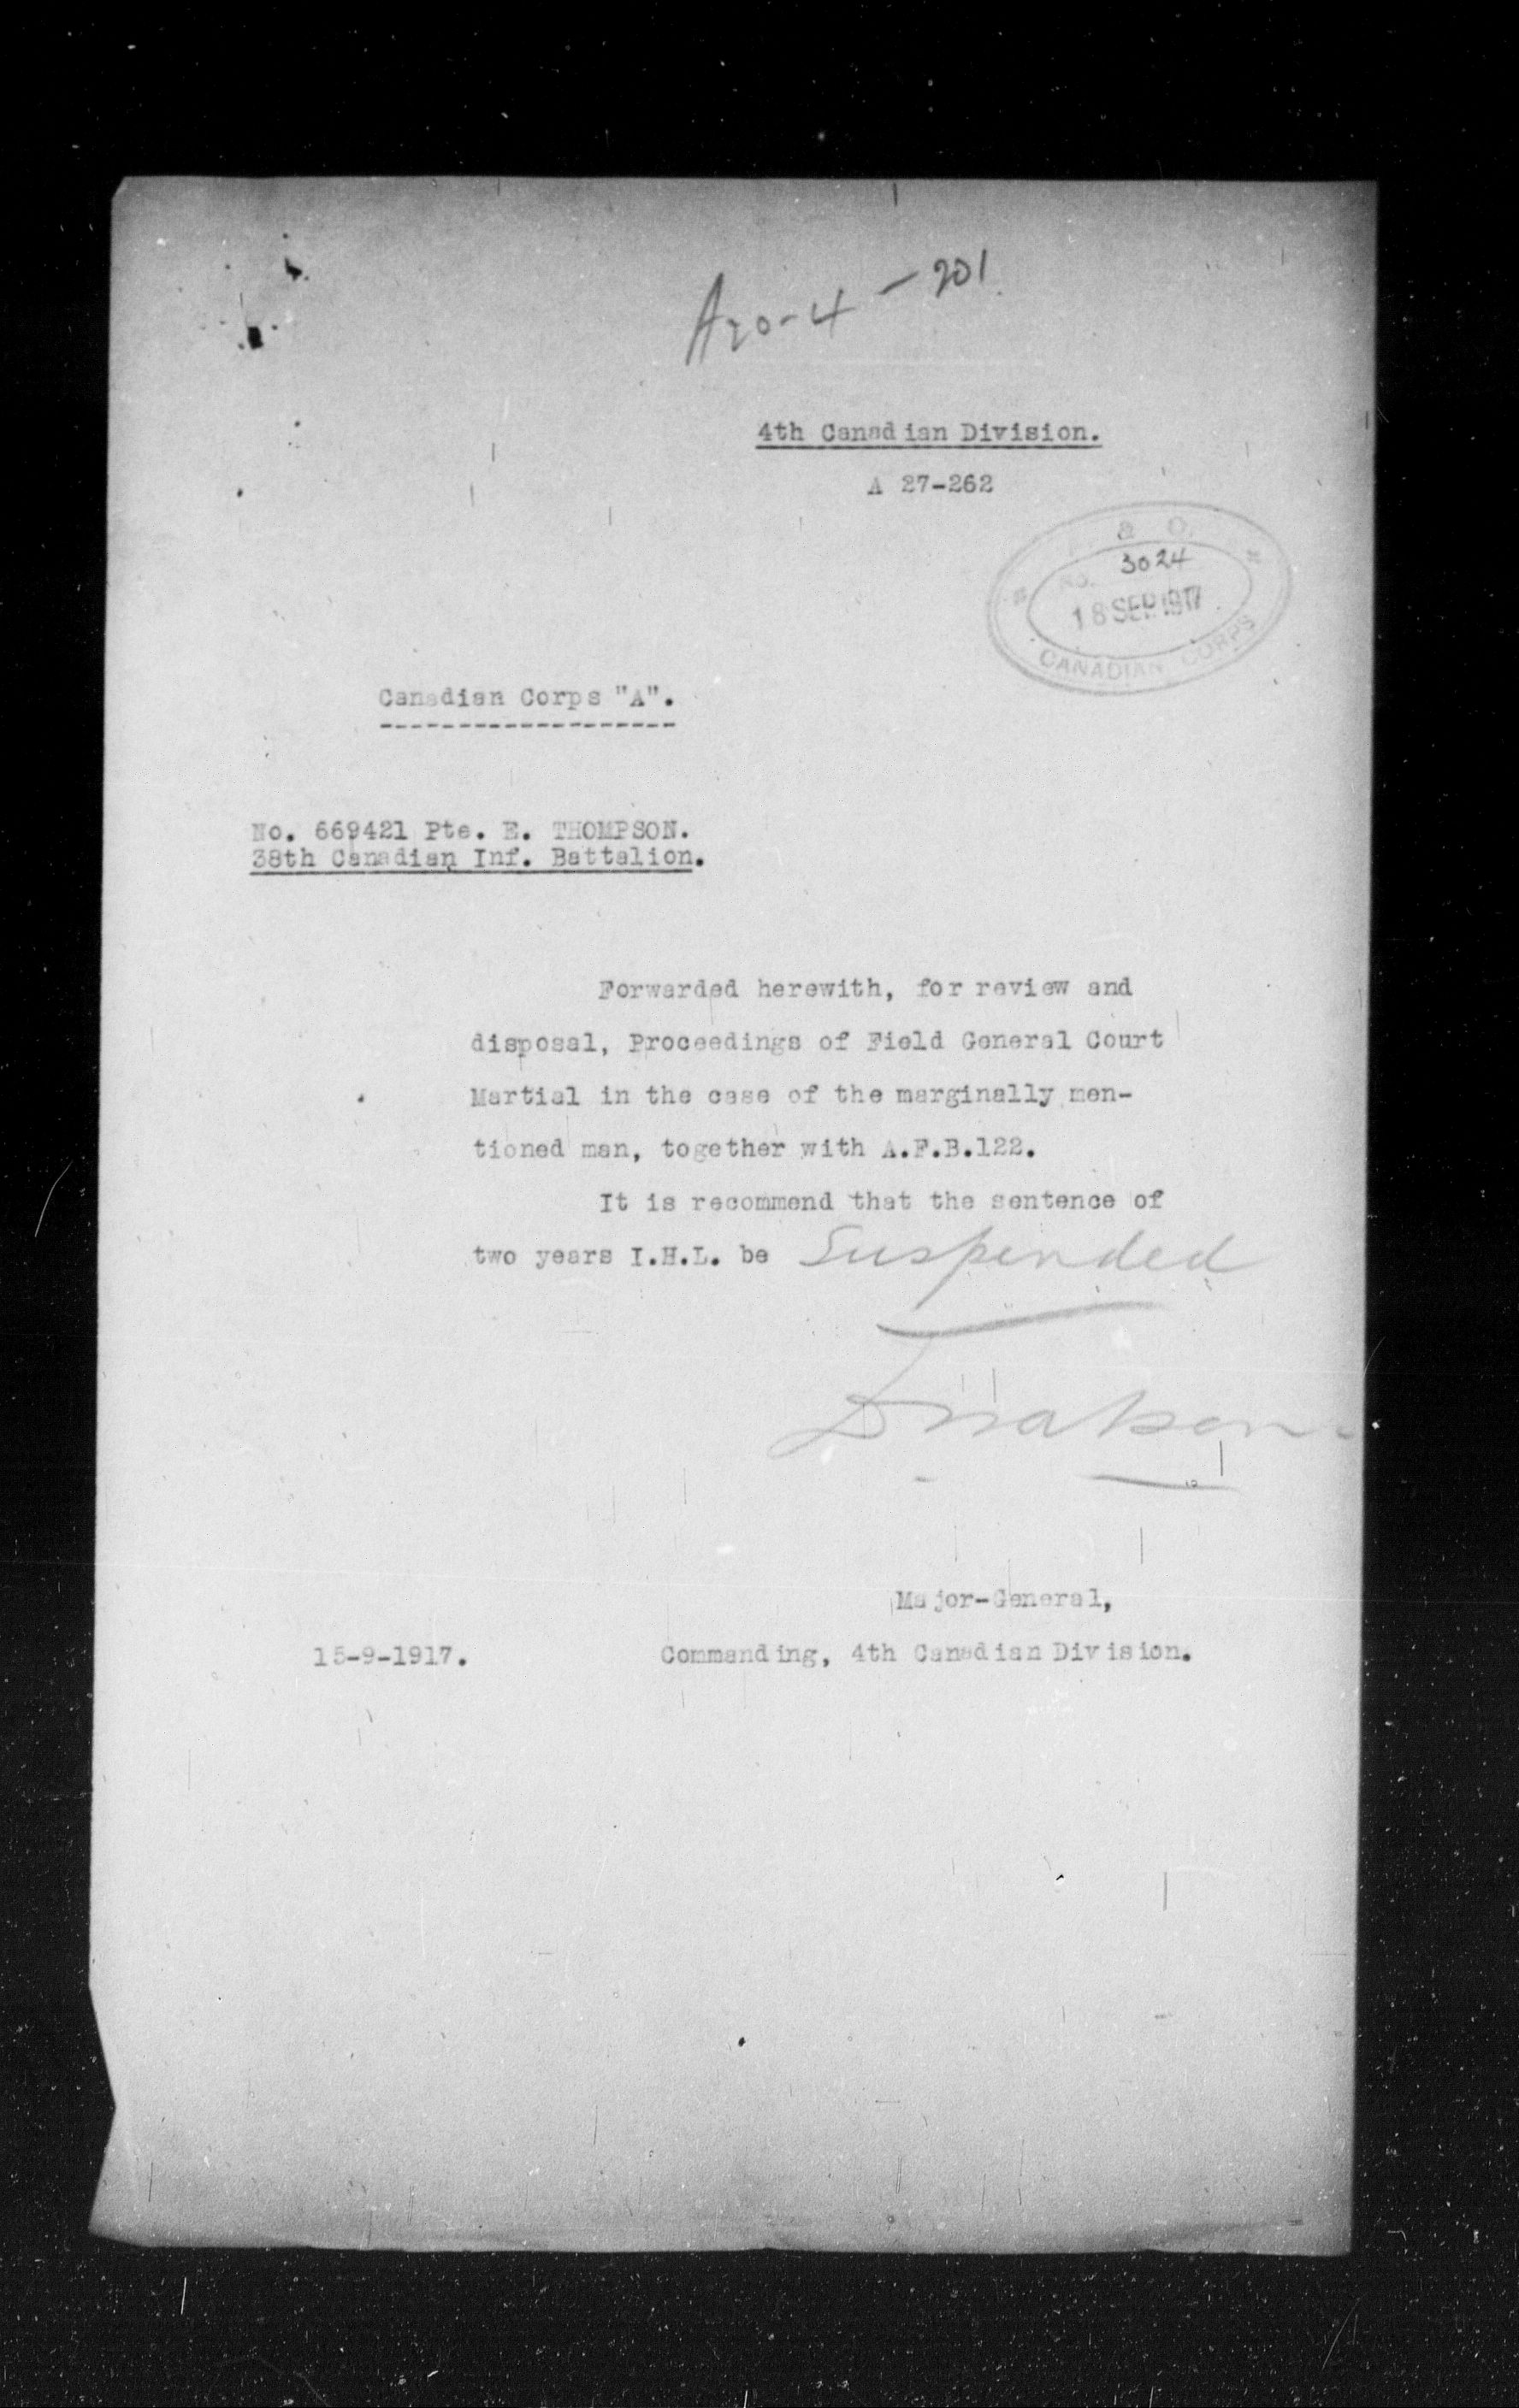 A20-4-201
4th Canadian Division.
A 27-262
& O.
No. 3024
18 SEP 1917
CANADIAN CORPS
Canadian Corps "A".
No. 669421 Pte. E. THOMPSON.
38th Canadian Inf. Battalion.
Forwarded herewith, for review and
disposal, Proceedings of Field General Court
Martial in the case of the marginally men-
tioned man, together with A.F.B.122.
It is recommend that the sentence of
two years I.H.L. be Suspended
DWatson
Major-General,
15-9-1917. Commanding, 4th Canadian Division.